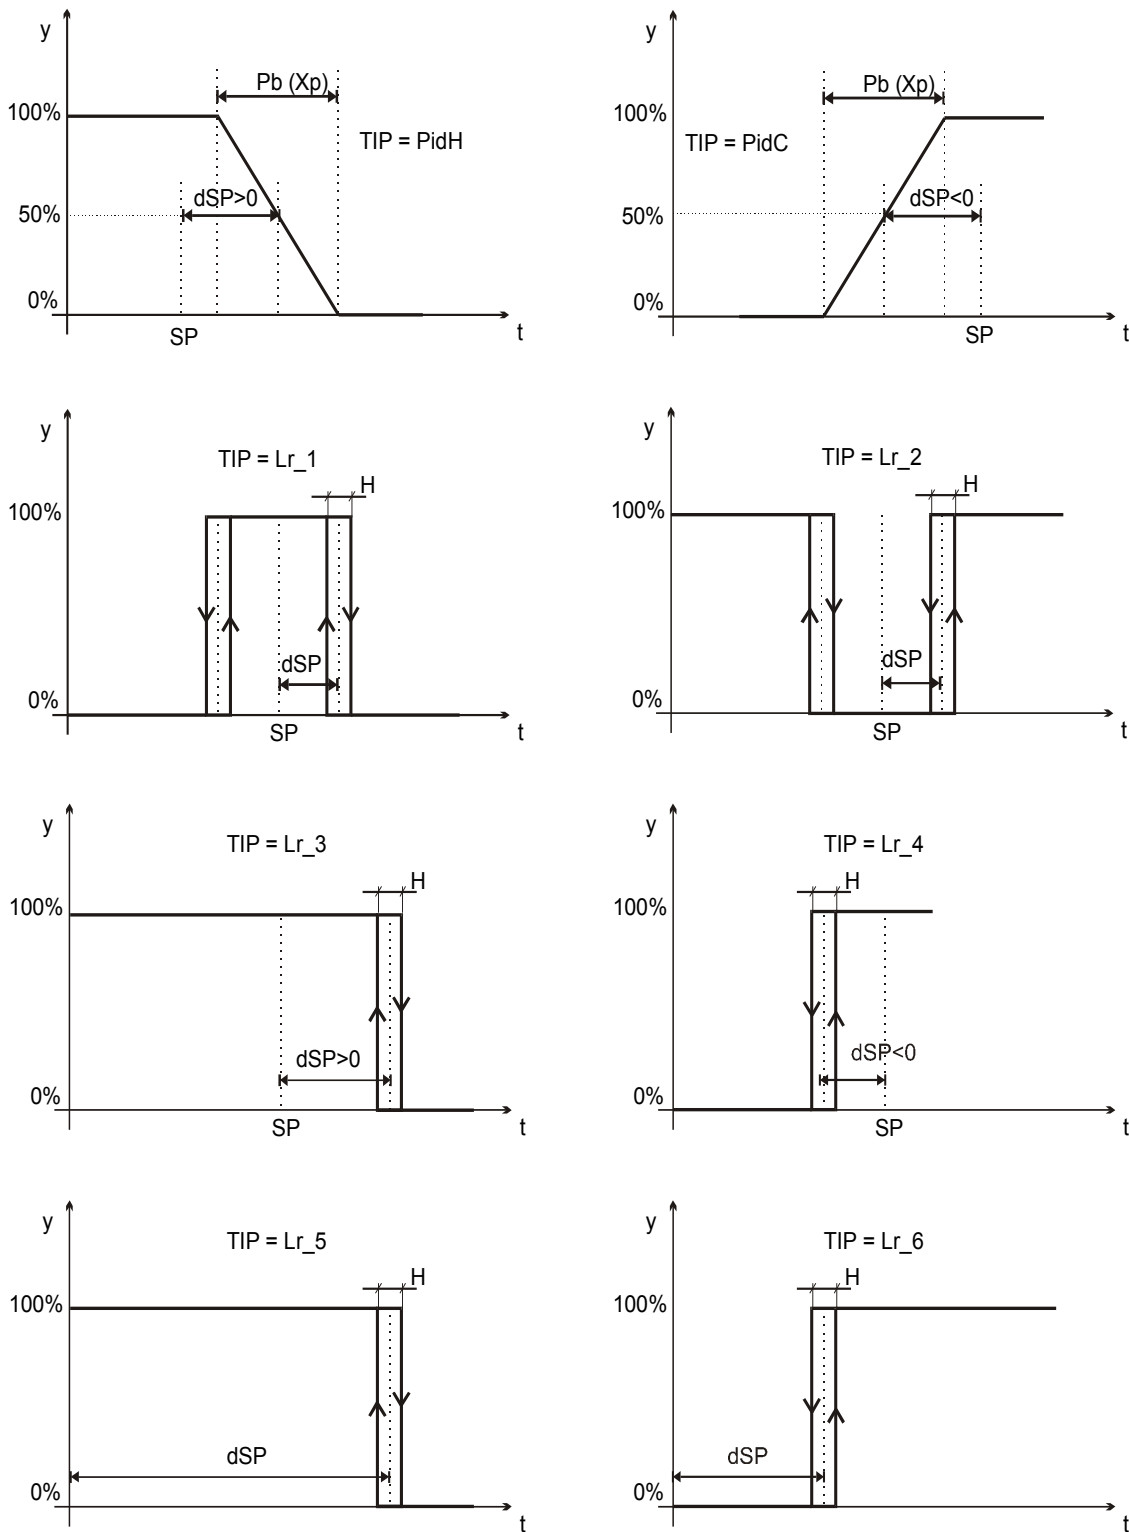 y
Pb (Xp)
100%
TIP = PidH
dSP>0
50%
0%
SP
t
y
Pb (Xp)
100%
TIP = PidC
dSP<0
50%
0%
SP
t
y
TIP = Lr_1
H
100%
dSP
0%
SP
t
y
TIP = Lr_2
H
100%
dSP
0%
SP
t
y
TIP = Lr_3
H
100%
dSP>0
0%
SP
t
y
TIP = Lr_4
H
100%
dSP<0
0%
SP
t
y
TIP = Lr_5
H
100%
dSP
0%
t
y
TIP = Lr_6
H
100%
dSP
0%
t